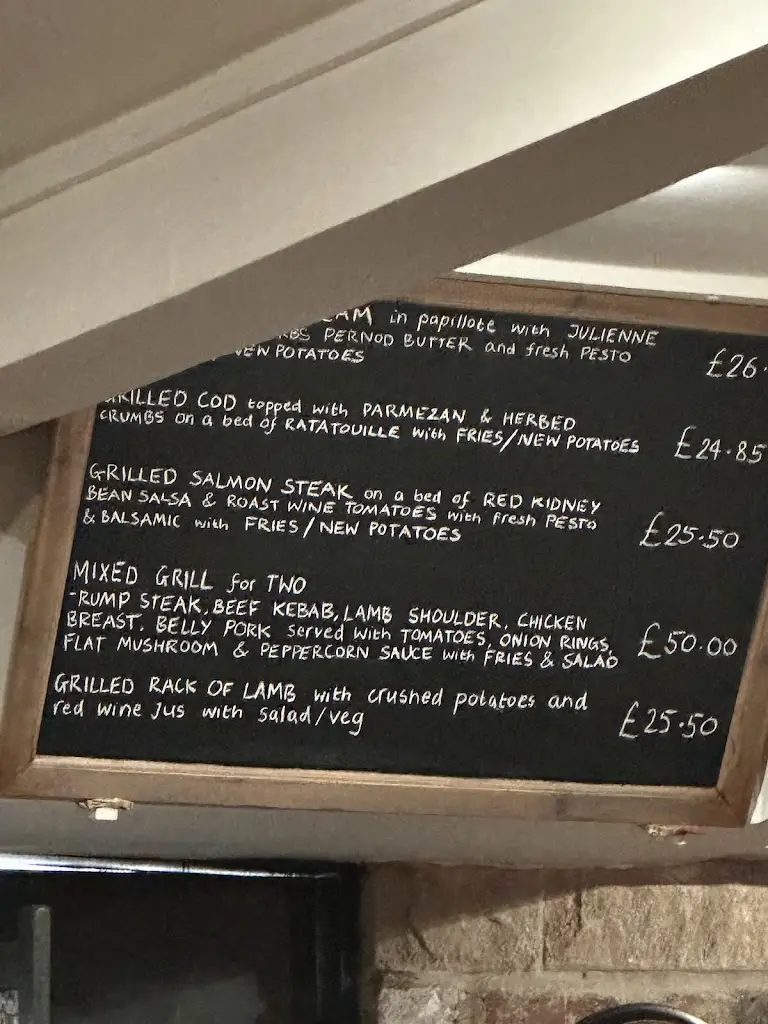 in papillote with JULIENNE
PERNOD BUTTER and fresh PESTO £26.
NEW POTATOES
GRILLED COD topped with PARMEZAN & HERBED
CRUMBS on a bed of RATATOUILLE with FRIES/NEW POTATOES £24.85
GRILLED SALMON STEAK on a bed of RED KIDNEY
BEAN SALSA & ROAST WINE TOMATOES with fresh PESTO
& BALSAMIC with FRIES/NEW POTATOES £25.50
MIXED GRILL for TWO
-RUMP STEAK, BEEF KEBAB, LAMB SHOULDER, CHICKEN
BREAST, BELLY PORK served with TOMATOES, ONION RINGS,
FLAT MUSHROOM & PEPPERCORN SAUCE with FRIES & SALAD £50.00
GRILLED RACK OF LAMB with crushed potatoes and
red wine jus with salad/veg £25.50